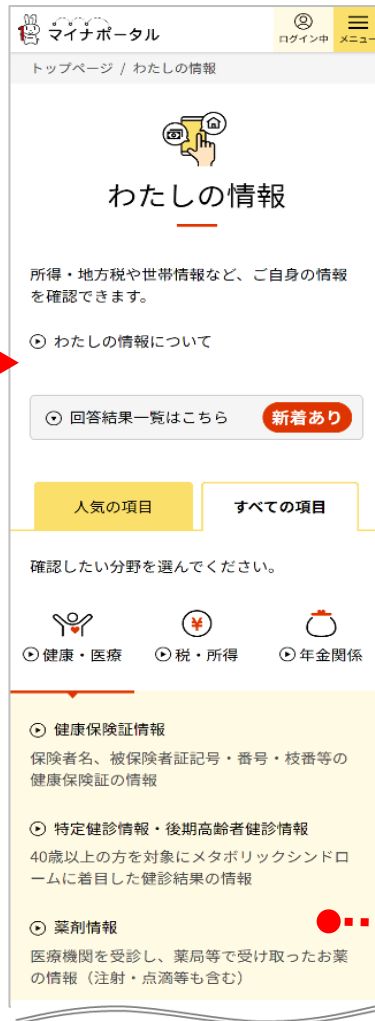 マイナポータル
ログイン中 メニュー
トップページ / わたしの情報
わたしの情報
所得・地方税や世帯情報など、ご自身の情報
を確認できます。
わたしの情報について
回答結果一覧はこちら 新着あり
人気の項目 すべての項目
確認したい分野を選んでください。
健康・医療 税・所得 年金関係
健康保険証情報
保険者名、被保険者証記号・番号・枝番等の
健康保険証の情報
特定健診情報・後期高齢者健診情報
40歳以上の方を対象にメタボリックシンドロ
ームに着目した健診結果の情報
薬剤情報
医療機関を受診し、薬局等で受け取ったお薬
の情報（注射・点滴等も含む）